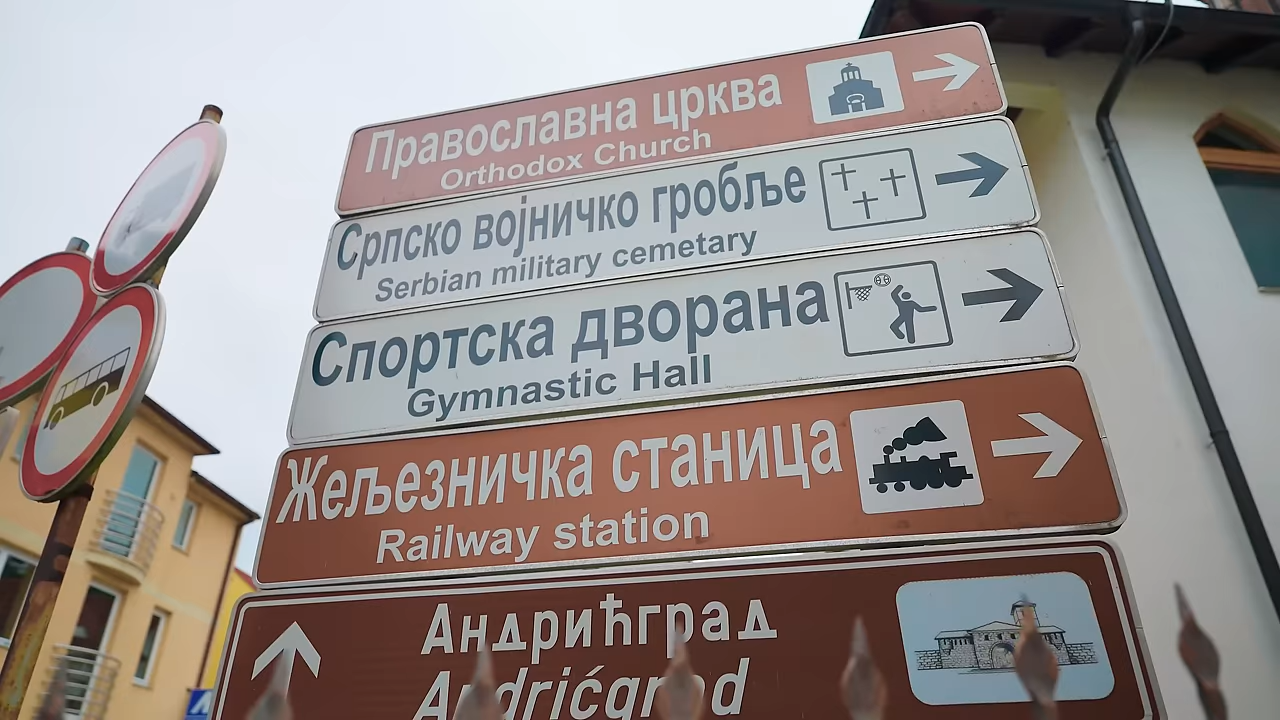 Православна црква
Orthodox Church
Српско војничко гробље
Serbian military cemetary
Спортска дворана
Gymnastic Hall
Жељезничка станица
Railway station
Андрићград
Andrićgrad